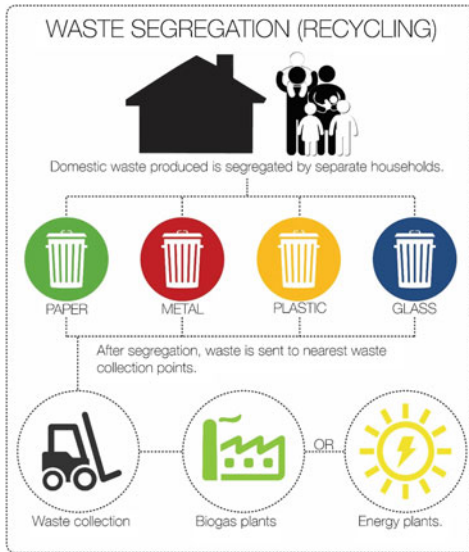 WASTE SEGREGATION (RECYCLING)
Domestic waste produced is segregated by separate households.
PAPER
METAL
PLASTIC
GLASS
After segregation, waste is sent to nearest waste
collection points.
OR
Waste collection
Biogas plants
Energy plants.